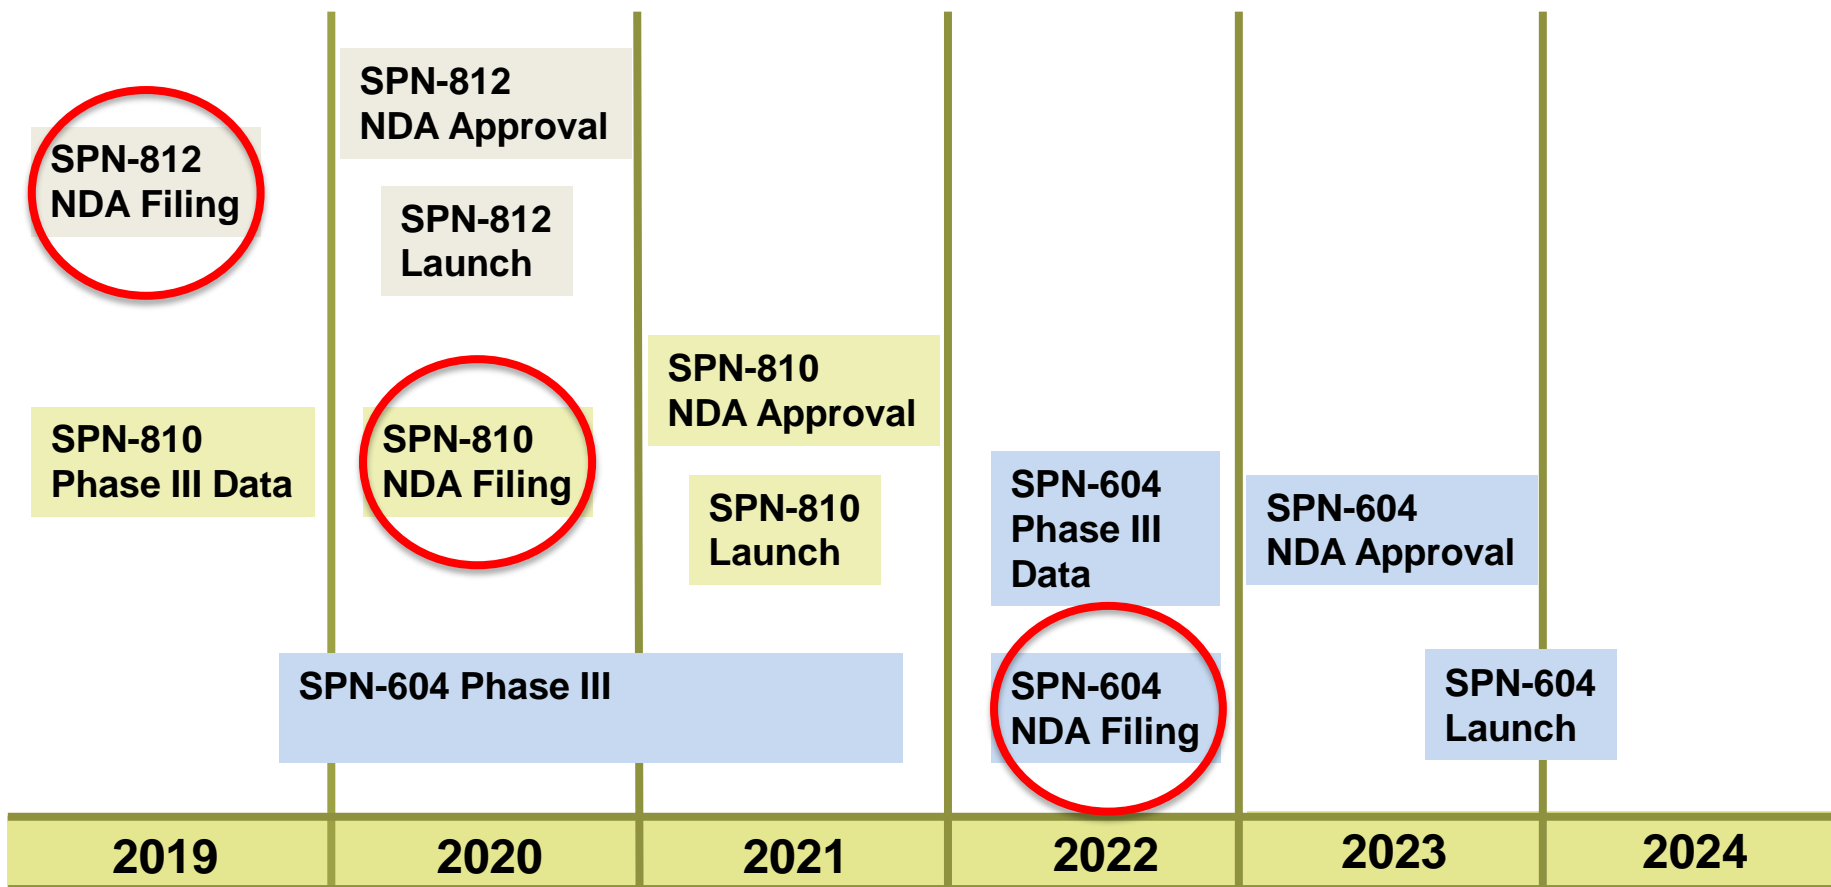 SPN-812
NDA Filing
SPN-812
NDA Approval
SPN-812
Launch
SPN-810
Phase III Data
SPN-810
NDA Filing
SPN-810
NDA Approval
SPN-810
Launch
SPN-604 Phase III
SPN-604
Phase III
Data
SPN-604
NDA Filing
SPN-604
NDA Approval
SPN-604
Launch
2019
2020
2021
2022
2023
2024